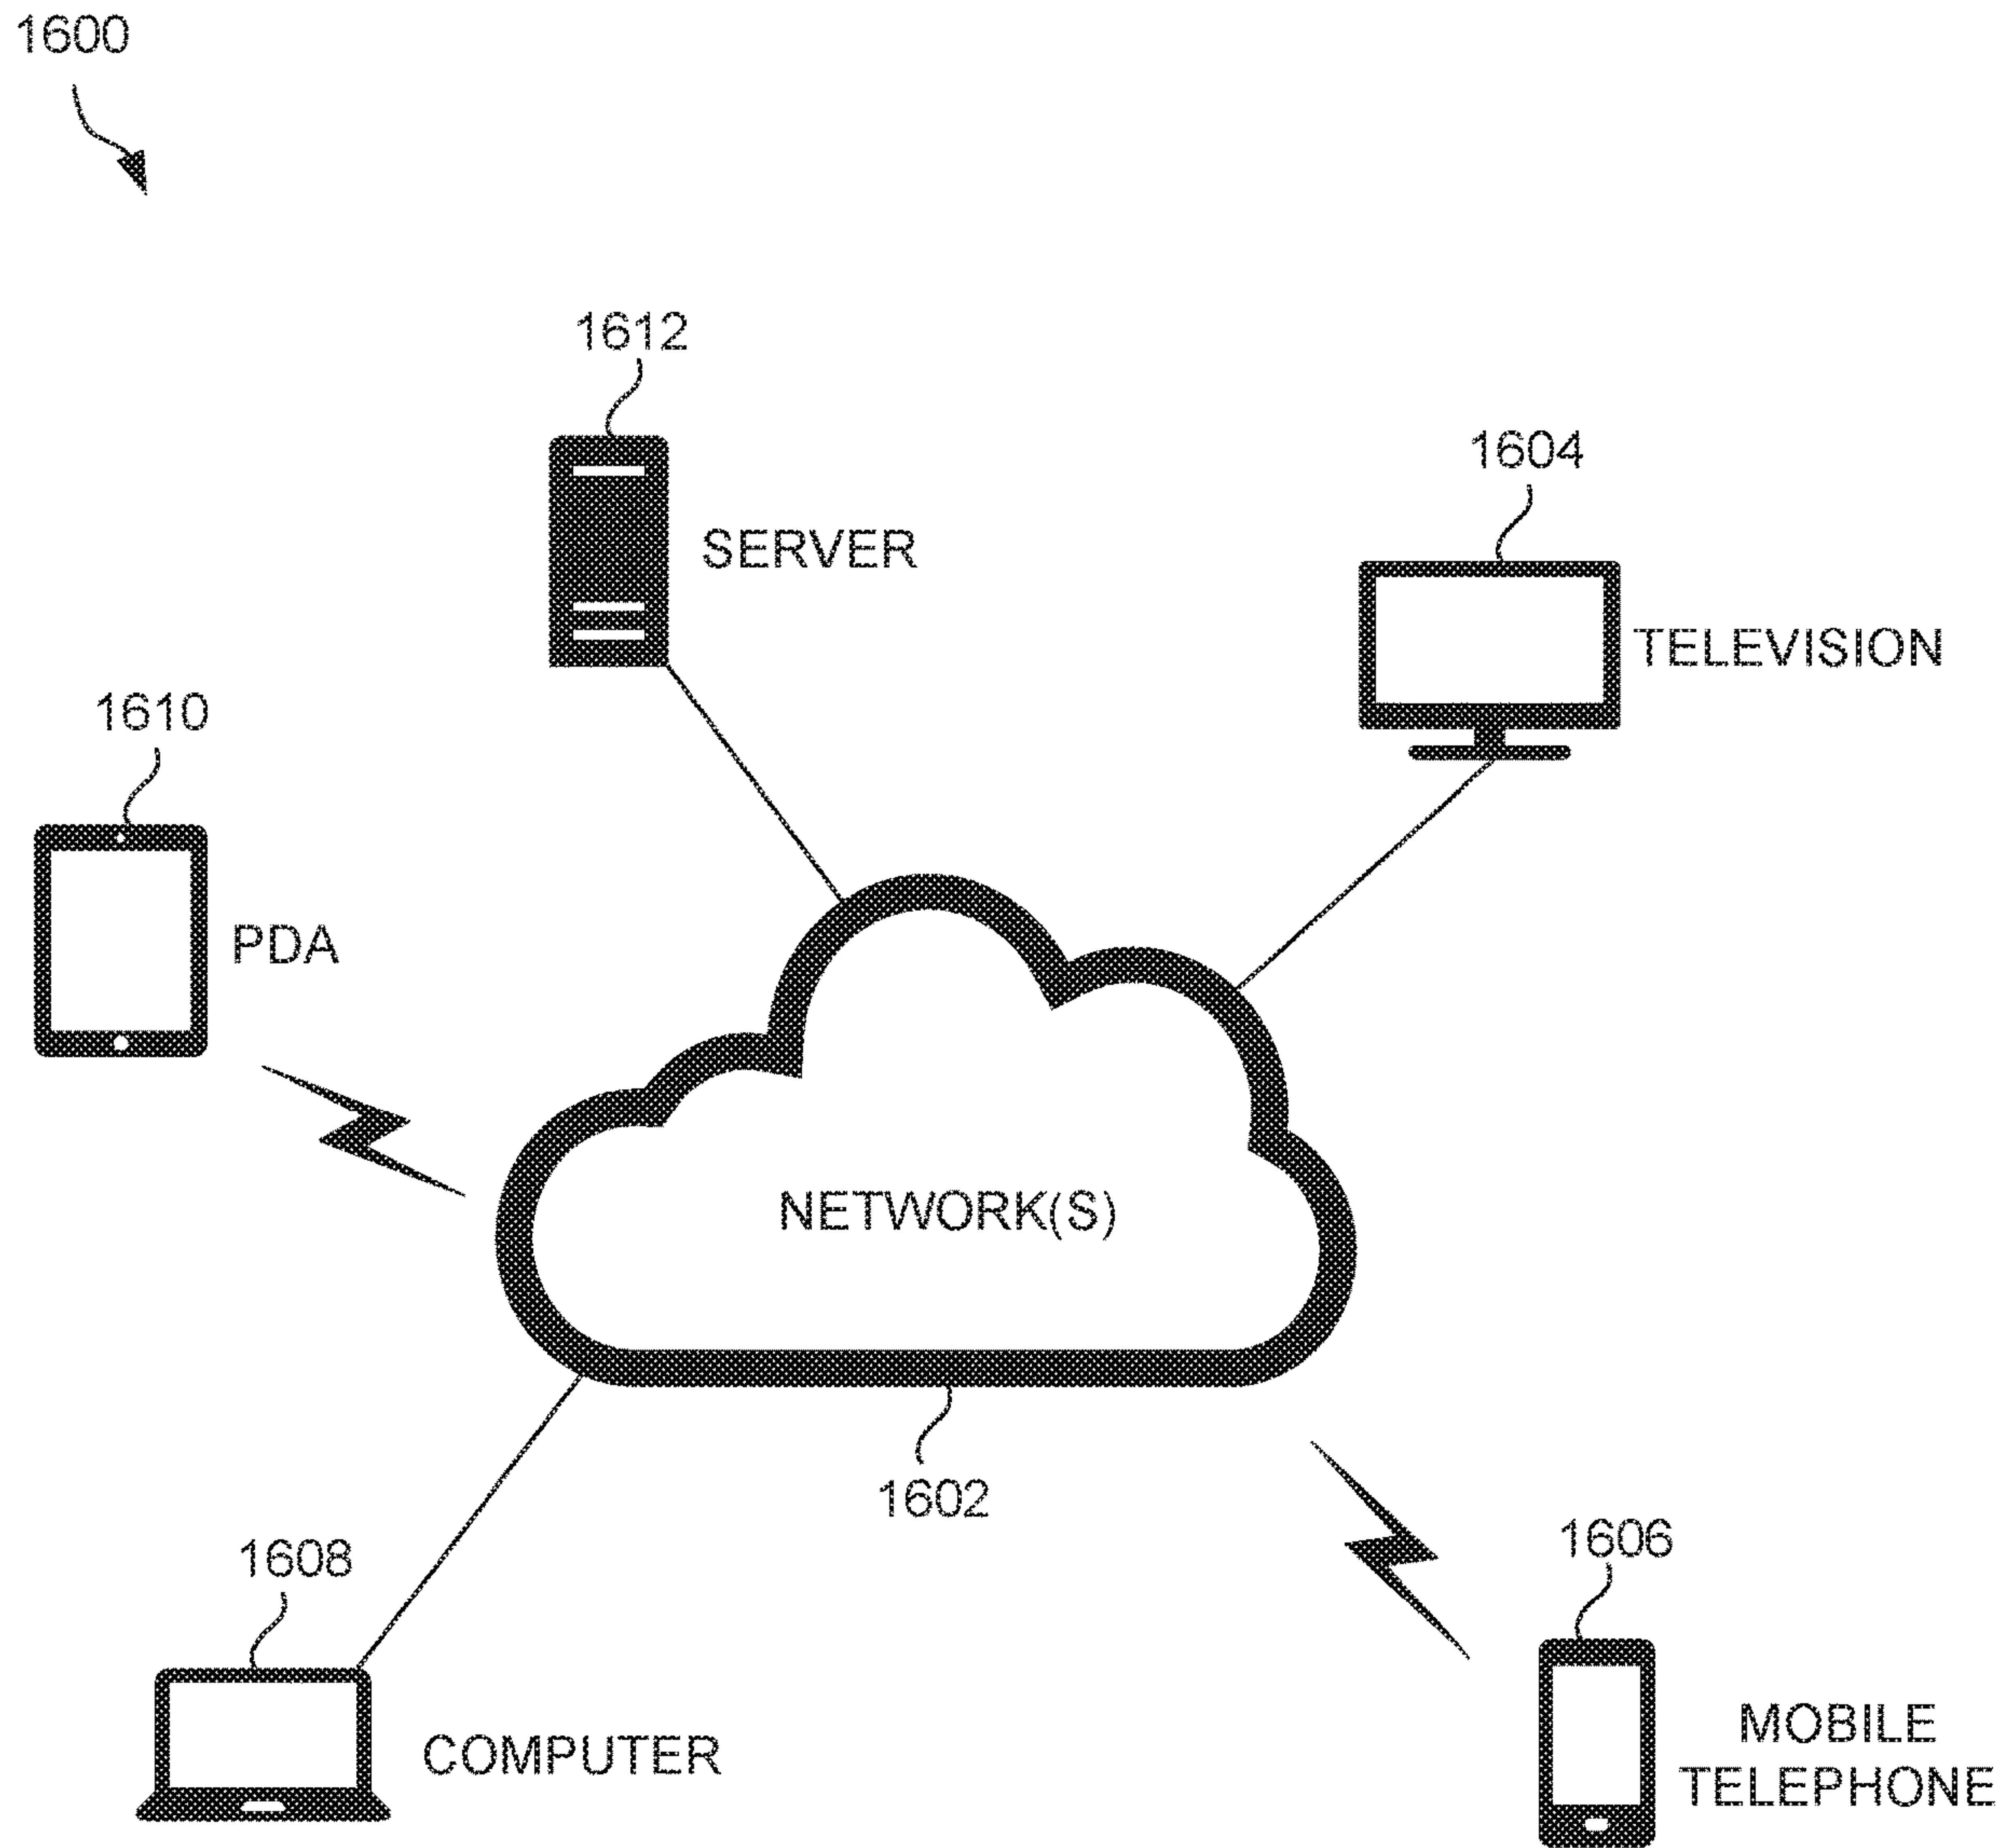 1600
1612
SERVER
1604
TELEVISION
1610
PDA
NETWORK(S)
1602
1608
COMPUTER
1606
MOBILE
TELEPHONE